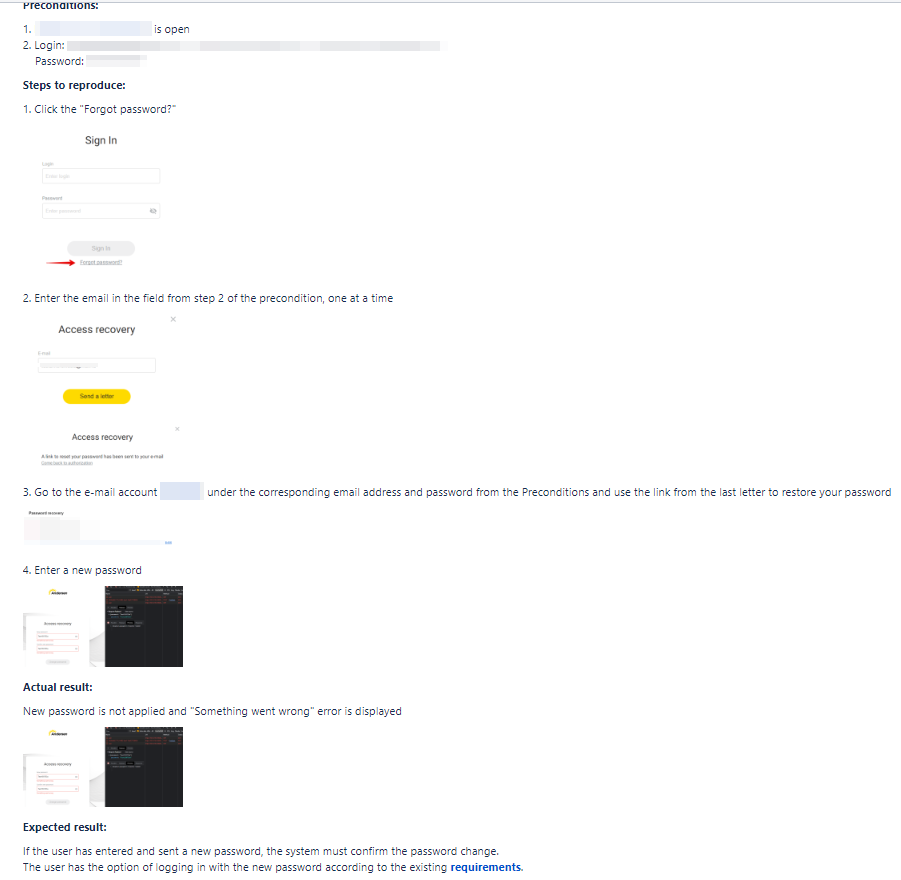 Preconditions:
1. is open
2. Login:
Password:
Steps to reproduce:
1. Click the "Forgot password?"
Sign In
Login
Enter login
Password
Enter password
Sign In
Forgot password?
2. Enter the email in the field from step 2 of the precondition, one at a time
Access recovery
E-mail
Send a letter
Access recovery
A link to reset your password has been sent to your e-mail
Come back to authorization
3. Go to the e-mail account under the corresponding email address and password from the Preconditions and use the link from the last letter to restore your password
Password recovery
4. Enter a new password
Access recovery
Actual result:
New password is not applied and "Something went wrong" error is displayed
Access recovery
Expected result:
If the user has entered and sent a new password, the system must confirm the password change.
The user has the option of logging in with the new password according to the existing requirements.